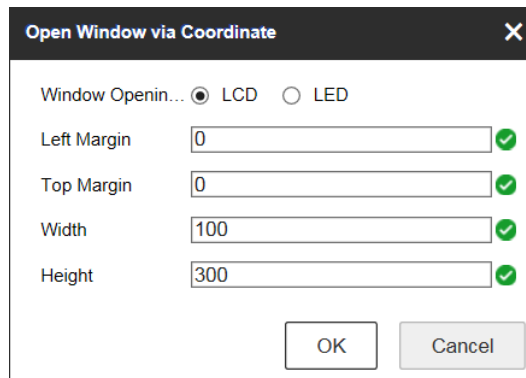 Open Window via Coordinate
Window Openin... LCD LED
Left Margin 0
Top Margin 0
Width 100
Height 300
OK Cancel